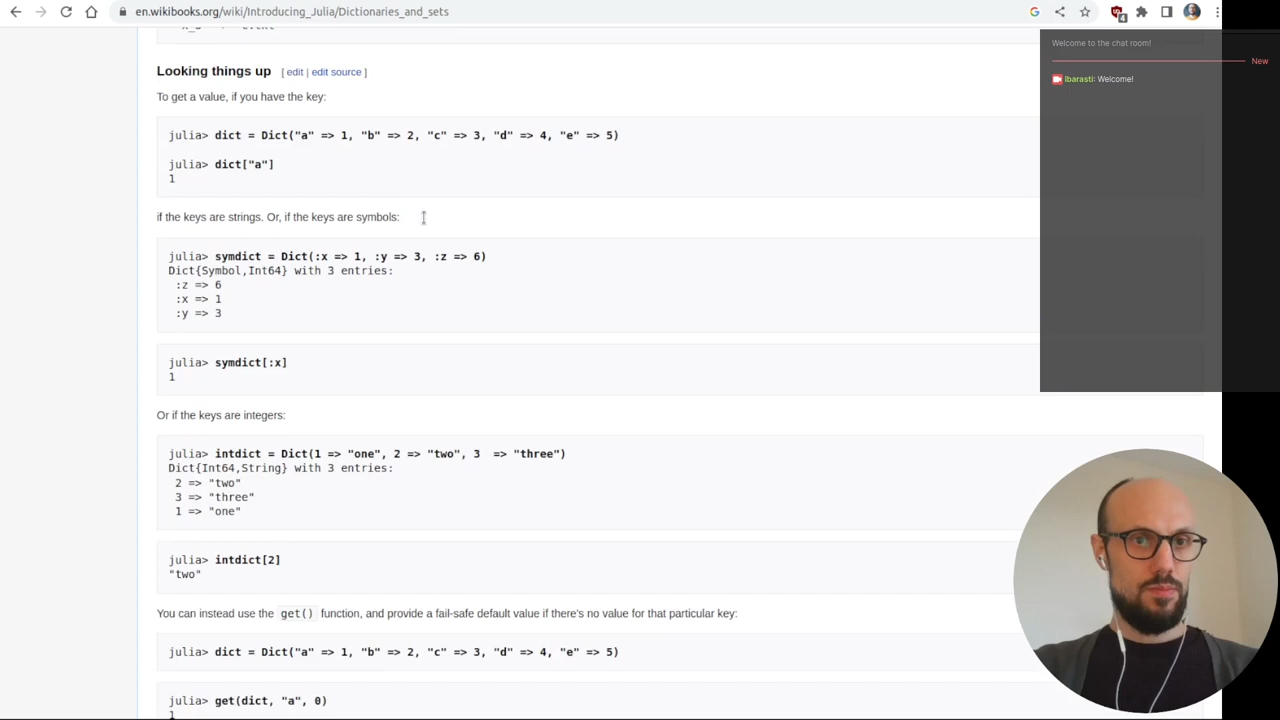 en.wikibooks.org/wiki/Introducing_Julia/Dictionaries_and_sets
4
Welcome to the chat room!
New
lbarasti: Welcome!
Looking things up [ edit | edit source ]
To get a value, if you have the key:
julia> dict = Dict("a" => 1, "b" => 2, "c" => 3, "d" => 4, "e" => 5)
julia> dict["a"]
1
if the keys are strings. Or, if the keys are symbols:
julia> symdict = Dict(:x => 1, :y => 3, :z => 6)
Dict{Symbol,Int64} with 3 entries:
:z => 6
:x => 1
:y => 3
julia> symdict[:x]
1
Or if the keys are integers:
julia> intdict = Dict(1 => "one", 2 => "two", 3  => "three")
Dict{Int64,String} with 3 entries:
2 => "two"
3 => "three"
1 => "one"
julia> intdict[2]
"two"
You can instead use the get() function, and provide a fail-safe default value if there's no value for that particular key:
julia> dict = Dict("a" => 1, "b" => 2, "c" => 3, "d" => 4, "e" => 5)
julia> get(dict, "a", 0)
1